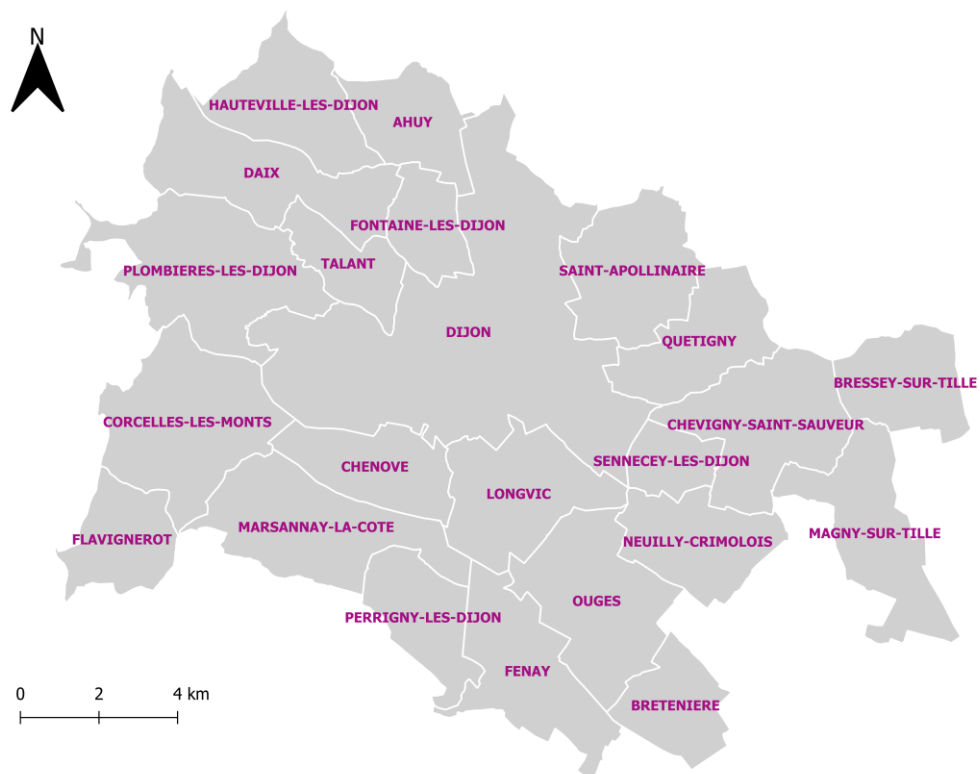 N
HAUTEVILLE-LES-DIJON
AHUY
DAIX
FONTAINE-LES-DIJON
TALANT
PLOMBIERES-LES-DIJON
SAINT-APOLLINAIRE
DIJON
QUETIGNY
BRESSEY-SUR-TILLE
CORCELLES-LES-MONTS
CHEVIGNY-SAINT-SAUVEUR
SENNECEY-LES-DIJON
CHENOVE
LONGVIC
MARSANNAY-LA-COTE
MAGNY-SUR-TILLE
FLAVIGNEROT
NEUILLY-CRIMOLOIS
OUGES
PERRIGNY-LES-DIJON
FENAY
BRETENIERE
0 2 4 km